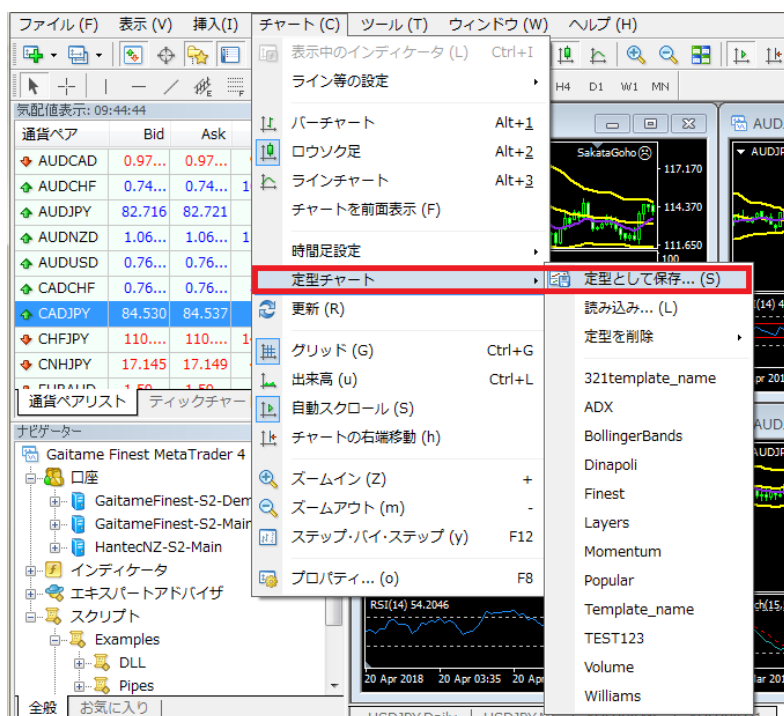 ファイル (F) 表示 (V) 挿入(I) チャート (C) ツール (T) ウィンドウ (W) ヘルプ (H)
H4 D1 W1 MN
気配値表示: 09:44:44
通貨ペア Bid Ask
AUDCAD 0.97... 0.97...
AUDCHF 0.74... 0.74...
AUDJPY 82.716 82.721
AUDNZD 1.06... 1.06...
AUDUSD 0.76... 0.76...
CADCHF 0.76... 0.76...
CADJPY 84.530 84.537
CHFJPY 110.... 110....
CNHJPY 17.145 17.149
通貨ペアリスト ティックチャー
ナビゲーター
Gaitame Finest MetaTrader 4
口座
GaitameFinest-S2-Dem
GaitameFinest-S2-Main
HantecNZ-S2-Main
インディケータ
エキスパートアドバイザ
スクリプト
Examples
DLL
Pipes
全般 お気に入り
表示中のインディケータ (L) Ctrl+I
ライン等の設定
バーチャート Alt+1
ロウソク足 Alt+2
ラインチャート Alt+3
チャートを前面表示 (F)
時間足設定
定型チャート
更新 (R)
グリッド (G) Ctrl+G
出来高 (u) Ctrl+L
自動スクロール (S)
チャートの右端移動 (h)
ズームイン (Z) +
ズームアウト (m) -
ステップ・バイ・ステップ (y) F12
プロパティ... (o) F8
定型として保存... (S)
読み込み... (L)
定型を削除
321template_name
ADX
BollingerBands
Dinapoli
Finest
Layers
Momentum
Popular
Template_name
TEST123
Volume
Williams
SakataGoho
117.170
114.370
111.650
100
AUD
AUDJP
(14) 4
pr 201
AUD
AUDJP
ch(15,
ar 201
RSI(14) 54.2046
20 Apr 2018 20 Apr 03:35 20 Apr